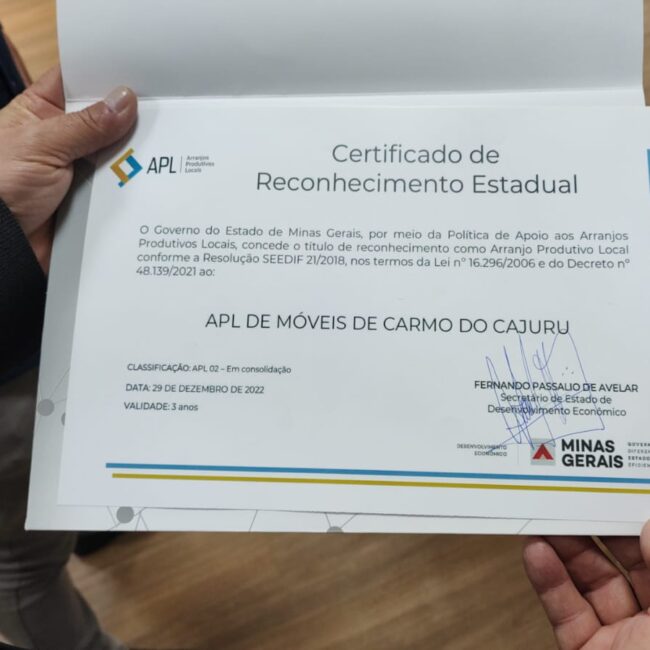 APL
Arranjos
Produtivos
Locais
Certificado de
Reconhecimento Estadual
O Governo do Estado de Minas Gerais, por meio da Política de Apoio aos Arranjos
Produtivos Locais, concede o título de reconhecimento como Arranjo Produtivo Local
conforme a Resolução SEEDIF 21/2018, nos termos da Lei nº 16.296/2006 e do Decreto nº
48.139/2021 ao:
APL DE MÓVEIS DE CARMO DO CAJURU
CLASSIFICAÇÃO: APL 02 – Em consolidação
DATA: 29 DE DEZEMBRO DE 2022
VALIDADE: 3 anos
FERNANDO PASSALIO DE AVELAR
Secretário de Estado de
Desenvolvimento Econômico
DESENVOLVIMENTO
ECONÔMICO
MINAS
GERAIS